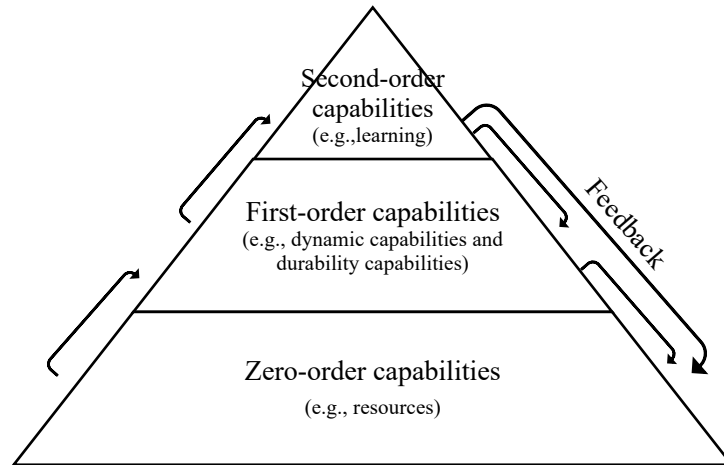 Second-order
capabilities
(e.g.,learning)
First-order capabilities
(e.g., dynamic capabilities and
durability capabilities)
Feedback
Zero-order capabilities
(e.g., resources)